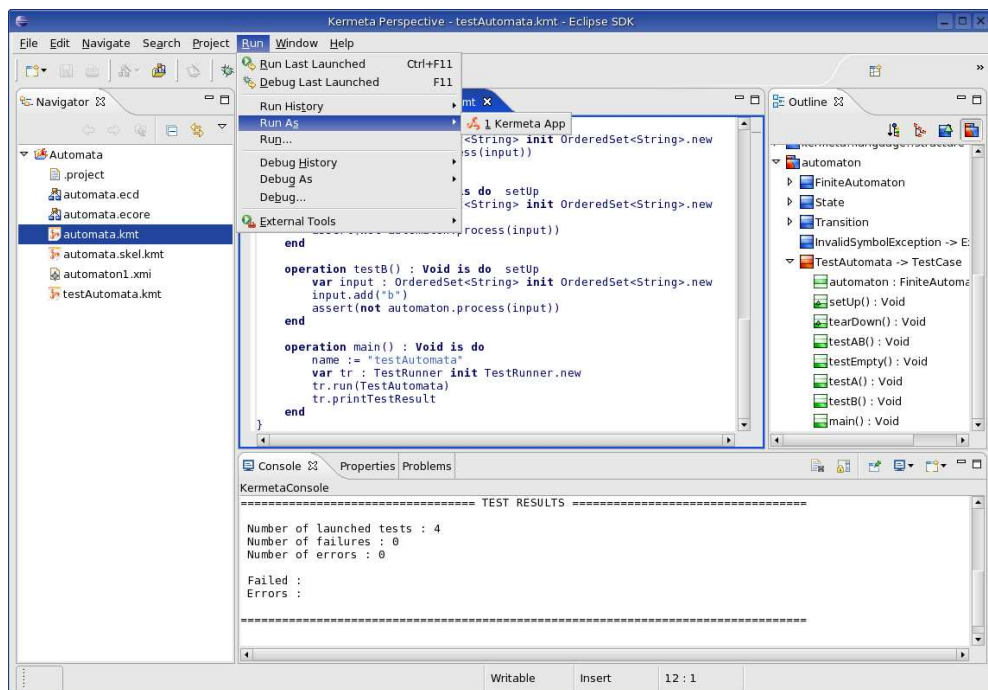 Kermeta Perspective - testAutomata.kmt - Eclipse SDK
File Edit Navigate Search Project Run Window Help
Run Last Launched Ctrl+F11
Debug Last Launched F11
Run History
Run As
Run...
Debug History
Debug As
Debug...
External Tools
1 Kermeta App
Navigator
Automata
.project
automata.ecd
automata.ecore
automata.kmt
automata.skel.kmt
automaton1.xmi
testAutomata.kmt
mt
<String> init OrderedSet<String>.new
ess(input))
s do setUp
<String> init OrderedSet<String>.new
assert(not automaton.process(input))
end
operation testB() : Void is do setUp
var input : OrderedSet<String> init OrderedSet<String>.new
input.add("b")
assert(not automaton.process(input))
end
operation main() : Void is do
name := "testAutomata"
var tr : TestRunner init TestRunner.new
tr.run(TestAutomata)
tr.printTestResult
end
}
Outline
automaton
FiniteAutomaton
State
Transition
InvalidSymbolException -> E
TestAutomata -> TestCase
automaton : FiniteAutoma
setUp() : Void
tearDown() : Void
testAB() : Void
testEmpty() : Void
testA() : Void
testB() : Void
main() : Void
Console Properties Problems
KermetaConsole
================================== TEST RESULTS ==================================
Number of launched tests : 4
Number of failures : 0
Number of errors : 0
Failed :
Errors :
==================================================================================
Writable Insert 12 : 1